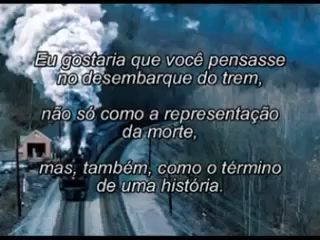 Eu gostaria que você pensasse
no desembarque do trem,
não só como a representação
da morte,
mas, também, como o término
de uma história.